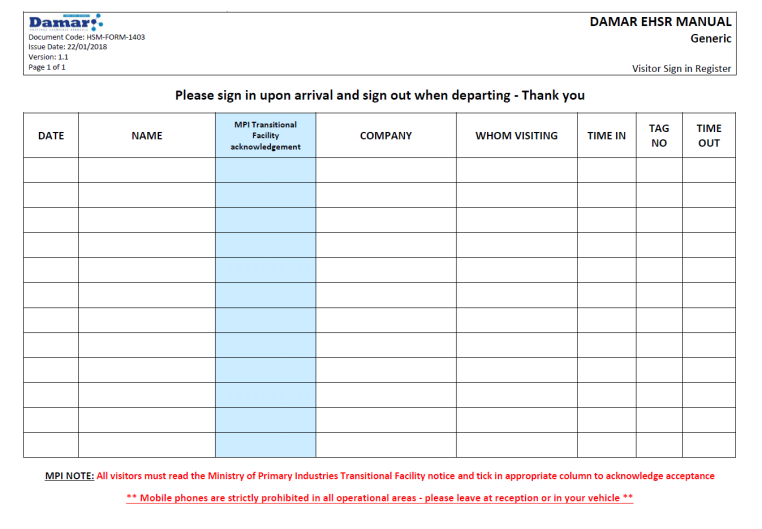 Damar
DAMAR EHSR MANUAL
Document Code: HSM-FORM-1403
Generic
Issue Date: 22/01/2018
Version: 1.1
Page 1 of 1
Visitor Sign in Register
Please sign in upon arrival and sign out when departing - Thank you
DATE
NAME
MPI Transitional
Facility
acknowledgement
COMPANY
WHOM VISITING
TIME IN
TAG
NO
TIME
OUT
MPI NOTE: All visitors must read the Ministry of Primary Industries Transitional Facility notice and tick in appropriate column to acknowledge acceptance
** Mobile phones are strictly prohibited in all operational areas - please leave at reception or in your vehicle **